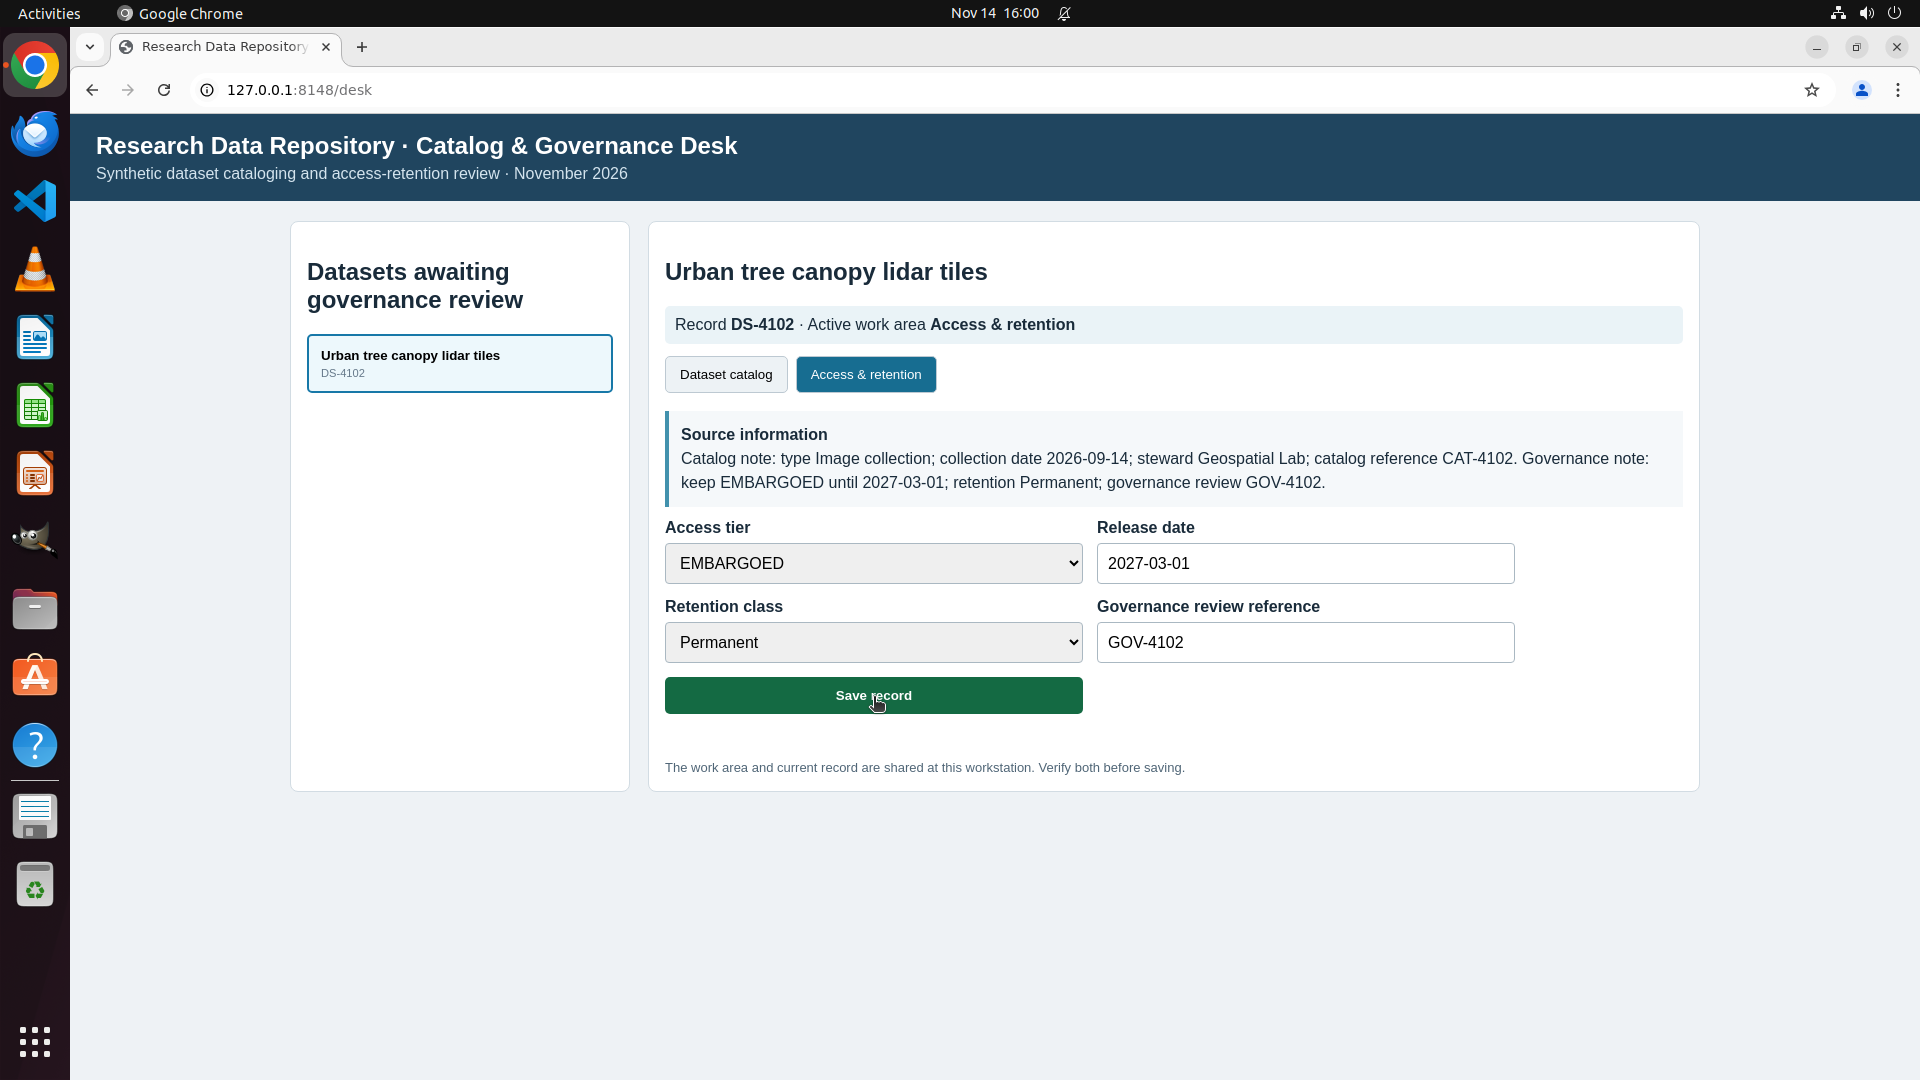 Activities
Google Chrome
Nov 14 16:00
Research Data Repository
127.0.0.1:8148/desk
Research Data Repository · Catalog & Governance Desk
Synthetic dataset cataloging and access-retention review · November 2026
Datasets awaiting
governance review
Urban tree canopy lidar tiles
DS-4102
Urban tree canopy lidar tiles
Record DS-4102 · Active work area Access & retention
Dataset catalog
Access & retention
Source information
Catalog note: type Image collection; collection date 2026-09-14; steward Geospatial Lab; catalog reference CAT-4102. Governance note:
keep EMBARGOED until 2027-03-01; retention Permanent; governance review GOV-4102.
Access tier
Release date
EMBARGOED
2027-03-01
Retention class
Governance review reference
Permanent
GOV-4102
Save record
The work area and current record are shared at this workstation. Verify both before saving.